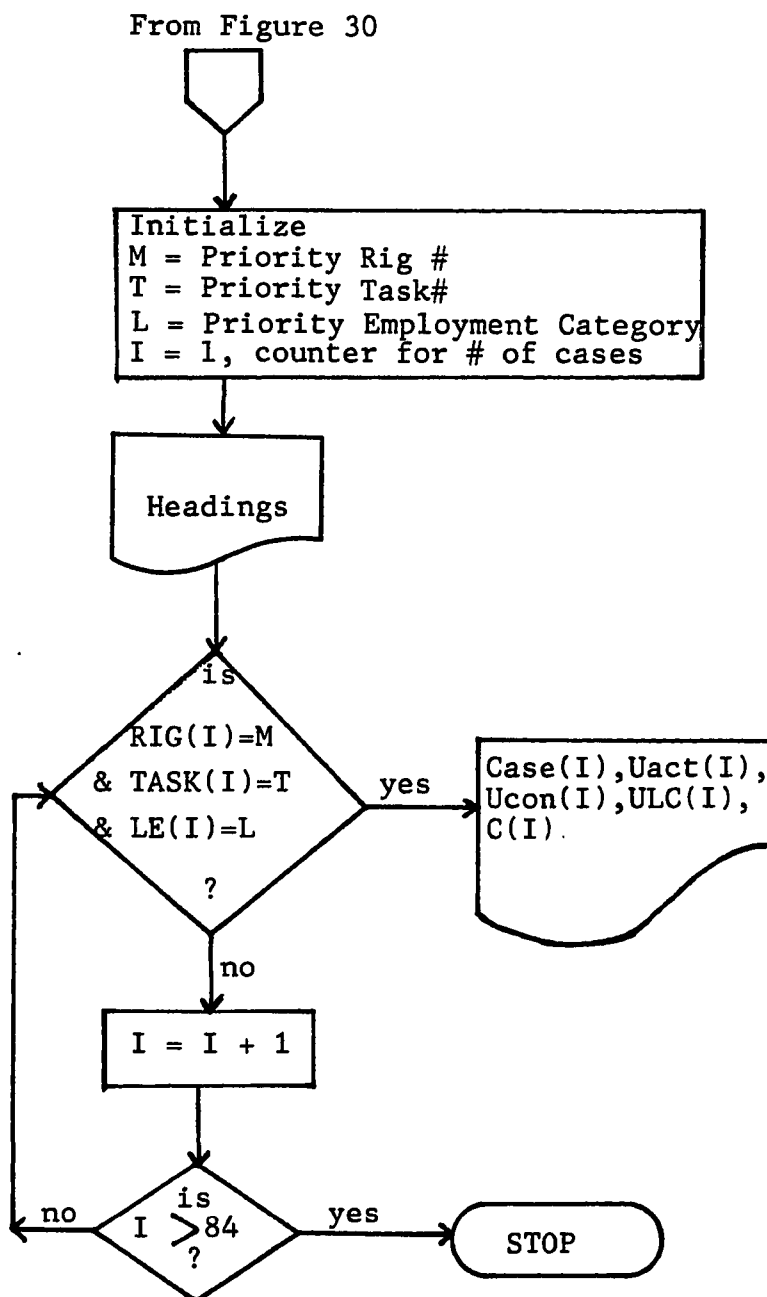 From Figure 30
Initialize
M = Priority Rig #
T = Priority Task#
L = Priority Employment Category
I = I, counter for # of cases
Headings
is
RIG(I)=M
& TASK(I)=T
& LE(I)=L
?
yes
Case(I),Uact(I),
Ucon(I),ULC(I),
C(I).
no
I = I + 1
is
I >84
?
no
yes
STOP